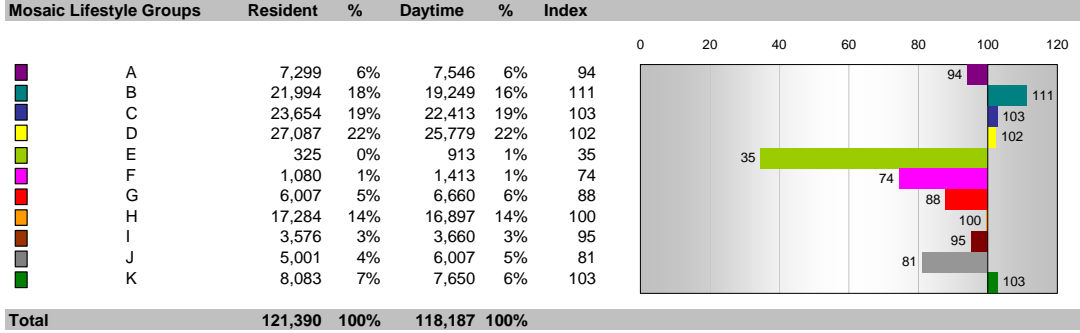 Mosaic Lifestyle Groups Resident % Daytime % Index
0 20 40 60 80 100 120
A 7,299 6% 7,546 6% 94 94
B 21,994 18% 19,249 16% 111 111
C 23,654 19% 22,413 19% 103 103
D 27,087 22% 25,779 22% 102 102
E 325 0% 913 1% 35 35
F 1,080 1% 1,413 1% 74 74
G 6,007 5% 6,660 6% 88 88
H 17,284 14% 16,897 14% 100 100
I 3,576 3% 3,660 3% 95 95
J 5,001 4% 6,007 5% 81 81
K 8,083 7% 7,650 6% 103 103
Total 121,390 100% 118,187 100%